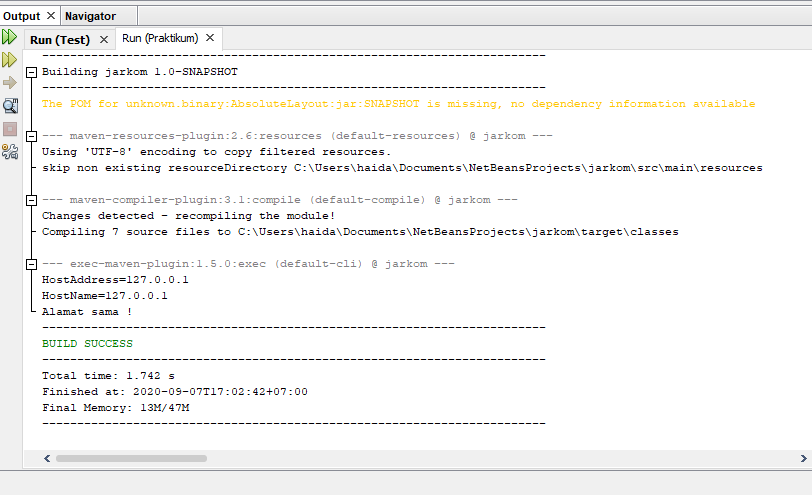 Output × Navigator
Run (Test) × Run (Praktikum) ×
------------------------------------------------------------------------
Building jarkom 1.0-SNAPSHOT
------------------------------------------------------------------------
The POM for unknown.binary:AbsoluteLayout:jar:SNAPSHOT is missing, no dependency information available
--- maven-resources-plugin:2.6:resources (default-resources) @ jarkom ---
Using 'UTF-8' encoding to copy filtered resources.
skip non existing resourceDirectory C:\Users\haida\Documents\NetBeansProjects\jarkom\src\main\resources
--- maven-compiler-plugin:3.1:compile (default-compile) @ jarkom ---
Changes detected - recompiling the module!
Compiling 7 source files to C:\Users\haida\Documents\NetBeansProjects\jarkom\target\classes
--- exec-maven-plugin:1.5.0:exec (default-cli) @ jarkom ---
HostAddress=127.0.0.1
HostName=127.0.0.1
Alamat sama !
------------------------------------------------------------------------
BUILD SUCCESS
------------------------------------------------------------------------
Total time: 1.742 s
Finished at: 2020-09-07T17:02:42+07:00
Final Memory: 13M/47M
------------------------------------------------------------------------